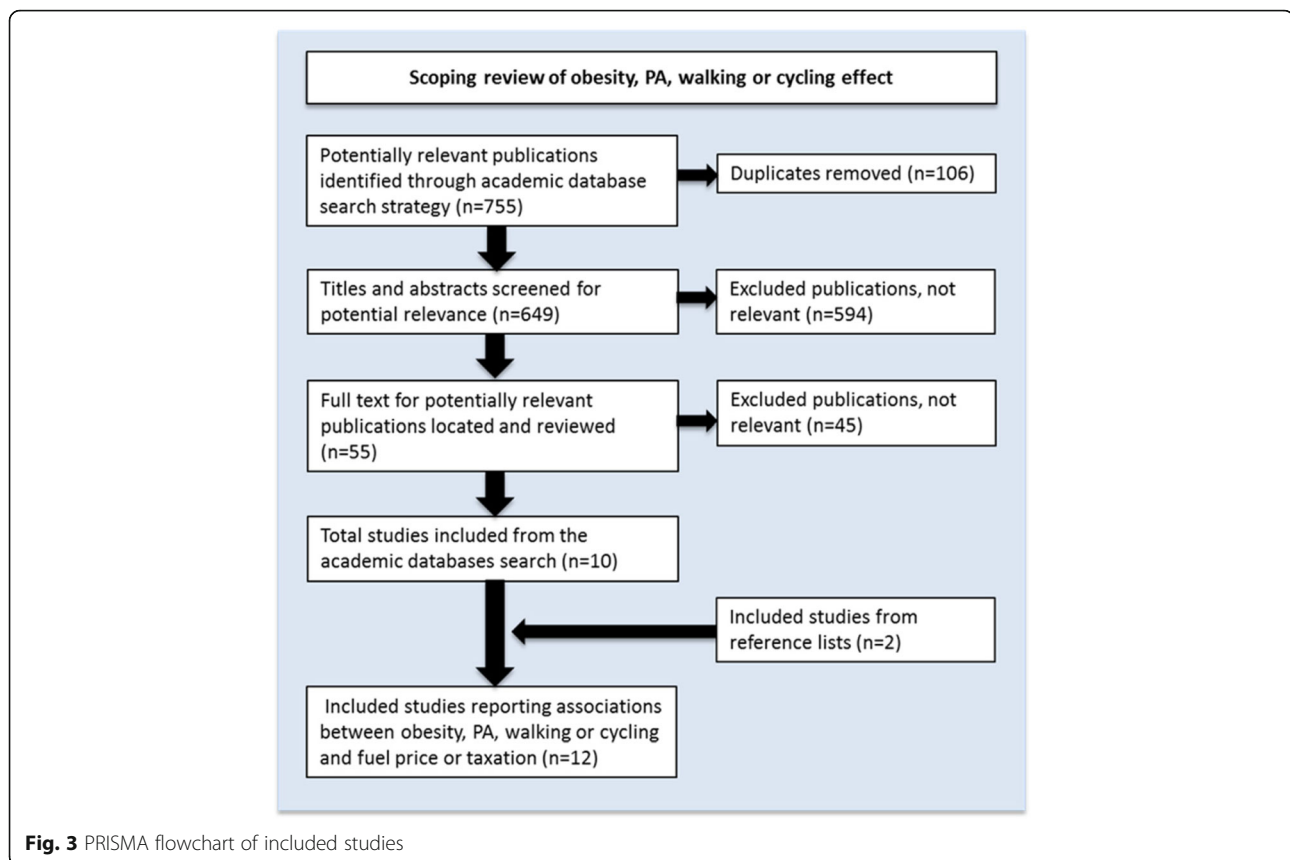 Scoping review of obesity, PA, walking or cycling effect
Potentially relevant publications
identified through academic database
search strategy (n=755)
Duplicates removed (n=106)
Titles and abstracts screened for
potential relevance (n=649)
Excluded publications, not
relevant (n=594)
Full text for potentially relevant
publications located and reviewed
(n=55)
Excluded publications, not
relevant (n=45)
Total studies included from the
academic databases search (n=10)
Included studies from
reference lists (n=2)
Included studies reporting associations
between obesity, PA, walking or cycling
and fuel price or taxation (n=12)
Fig. 3 PRISMA flowchart of included studies